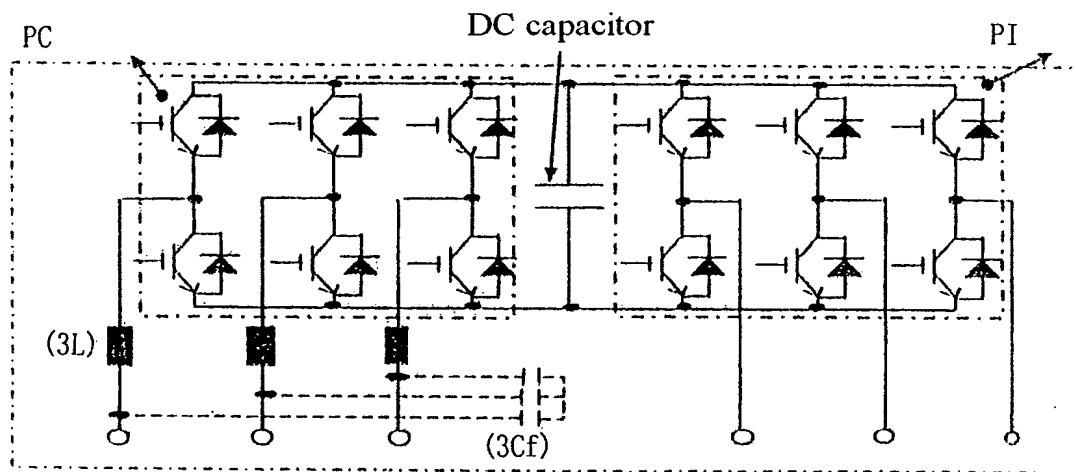 DC capacitor
PC
PI
(3L)
(3Cf)